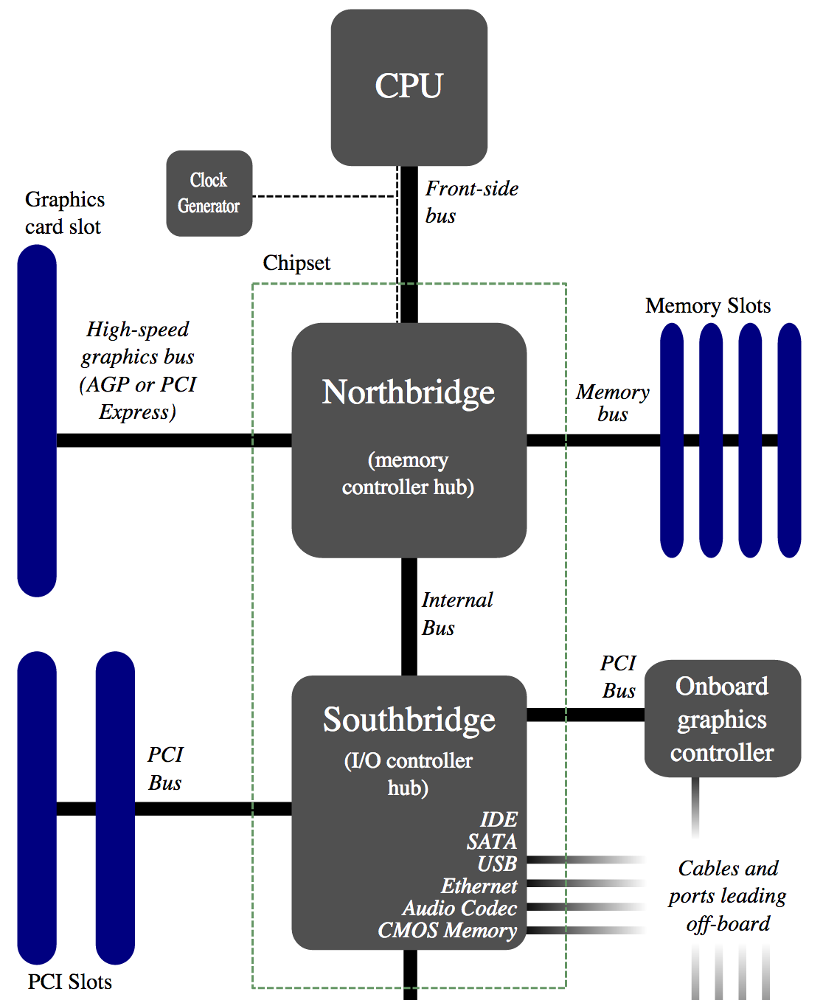 CPU
Clock
Generator
Front-side
bus
Graphics
card slot
Chipset
High-speed
graphics bus
(AGP or PCI
Express)
Northbridge
(memory
controller hub)
Memory Slots
Memory
bus
Internal
Bus
PCI
Bus
Onboard
graphics
controller
Southbridge
(I/O controller
hub)
PCI
Bus
IDE
SATA
USB
Ethernet
Audio Codec
CMOS Memory
Cables and
ports leading
off-board
PCI Slots